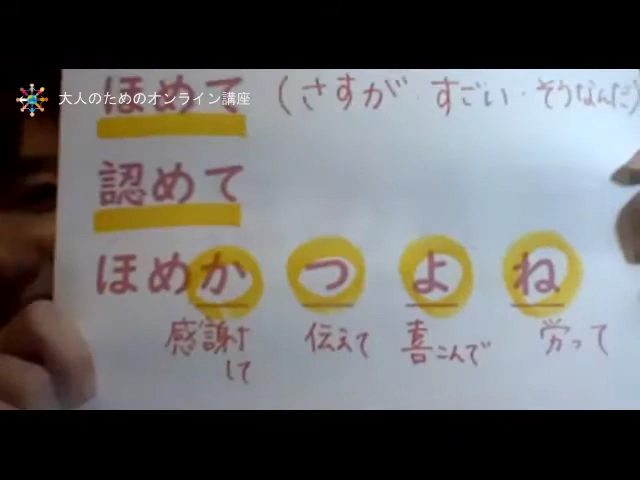 大人のためのオンライン講座
ほめて (さすが・すごい・そうなんだ)
認めて
ほめ か つ よ ね
感謝して 伝えて 喜こんで 労って